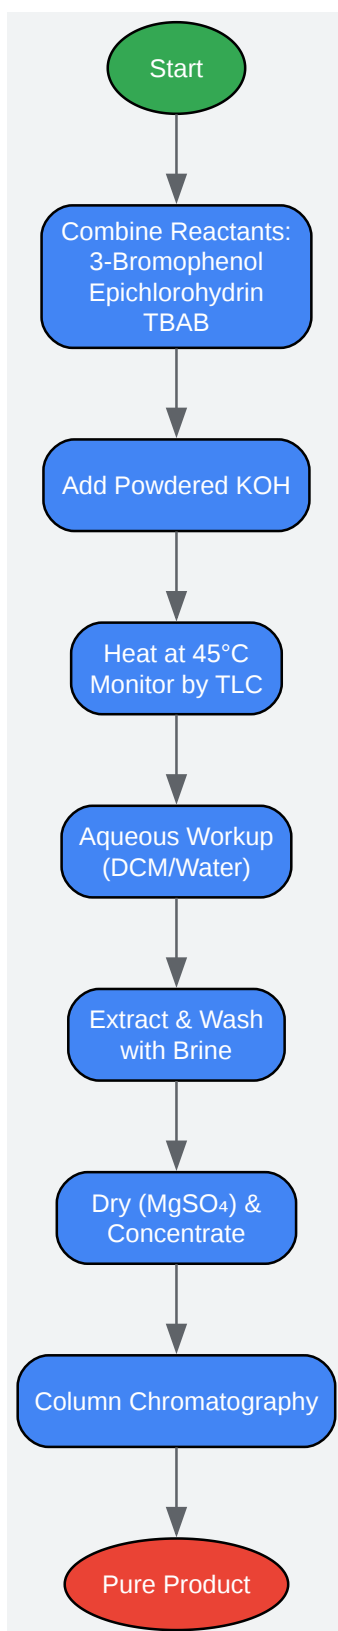 Start
Combine Reactants:
3-Bromophenol
Epichlorohydrin
TBAB
Add Powdered KOH
Heat at 45°C
Monitor by TLC
Aqueous Workup
(DCM/Water)
Extract & Wash
with Brine
Dry (MgSO₄) &
Concentrate
Column Chromatography
Pure Product